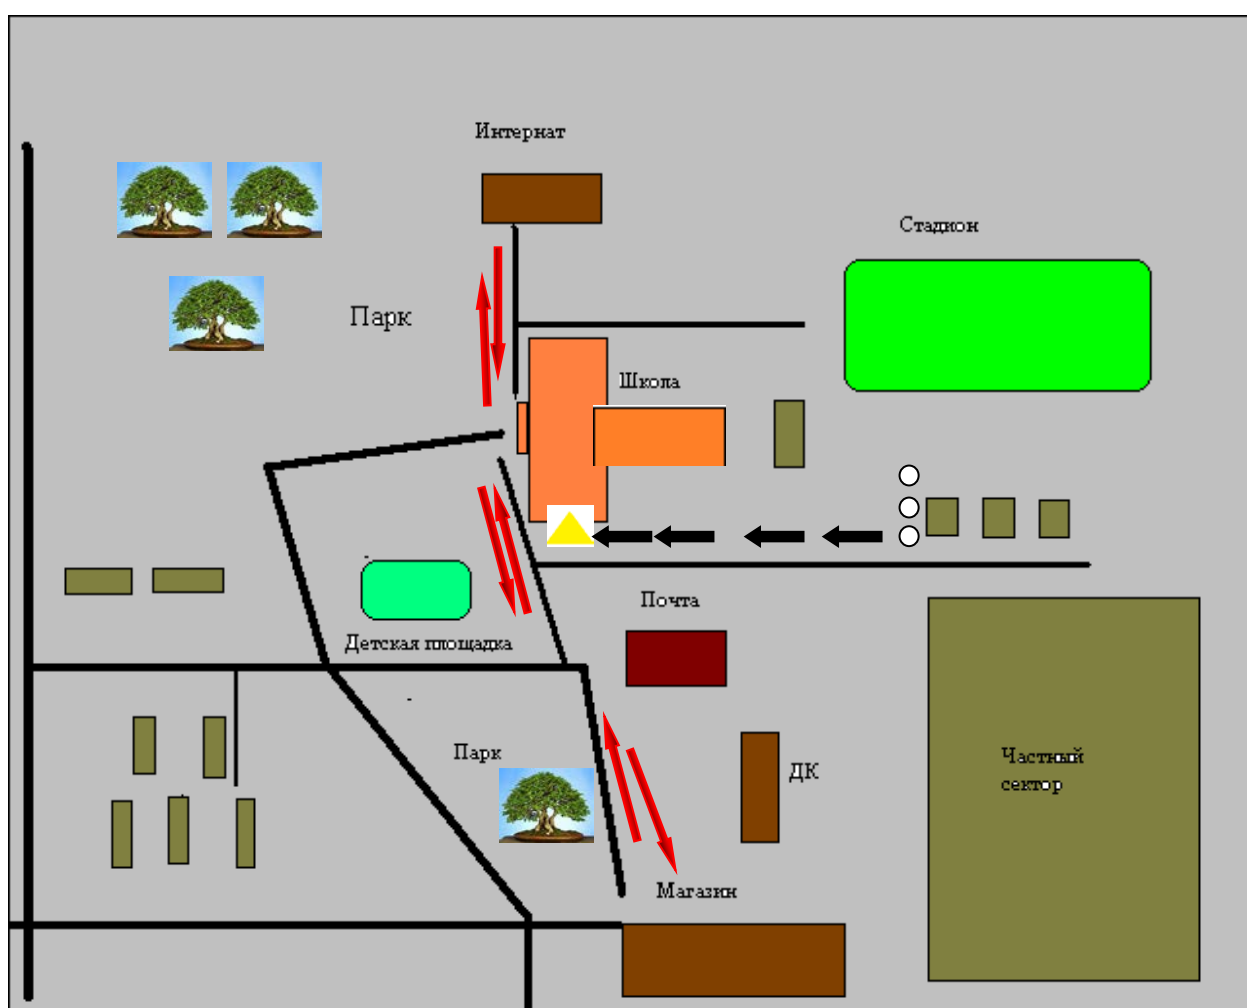 Интернат
Стадион
Парк
Школа
Почта
Детская площадка
Парк
ДК
Частный
сектор
Магазин